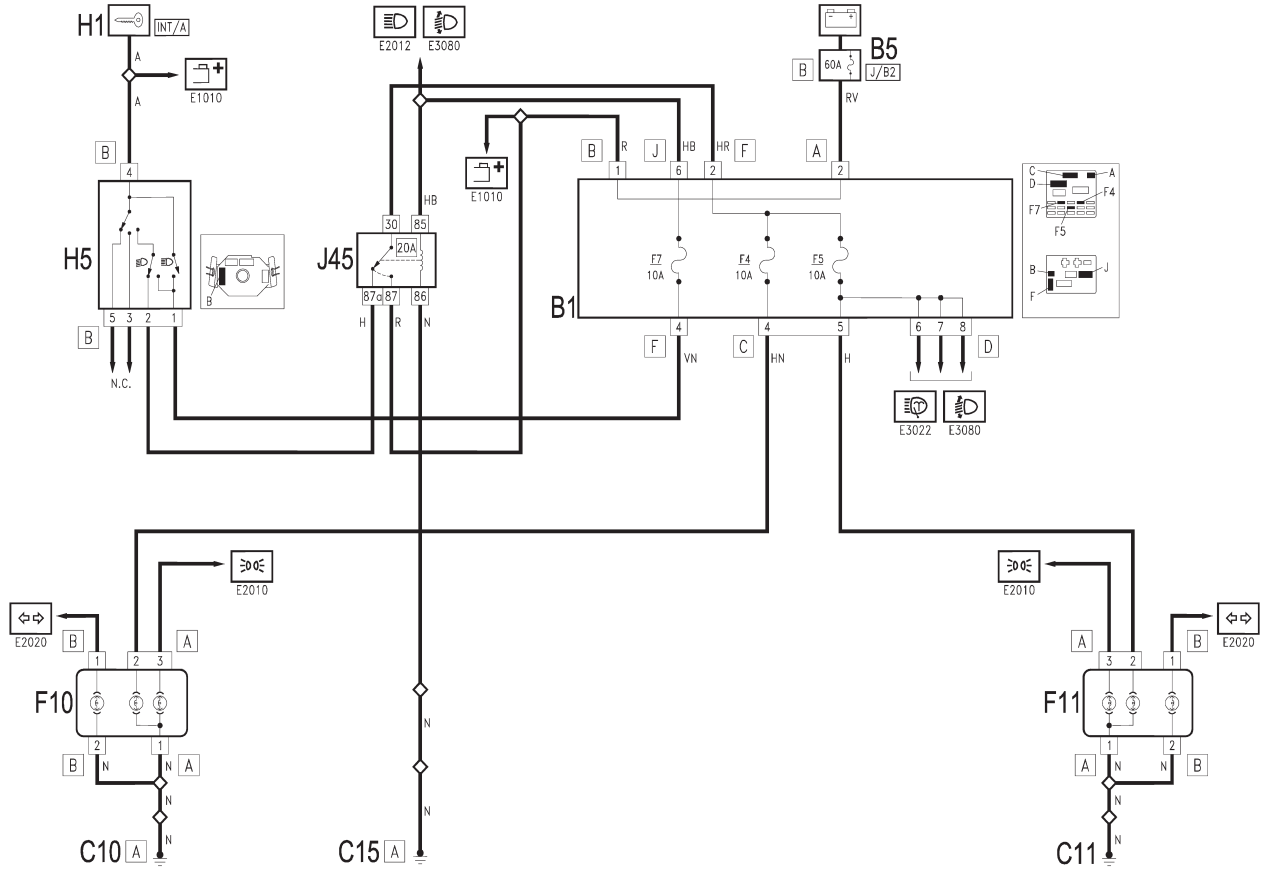 H1
INT/A
A
E1010
A
E2012
E3080
B5
60A
B
J/B2
RV
B
4
H5
B
5 3 2 1
B
N.C.
HB
30 85
20A
J45
87a 87 86
H R N
E1010
B R J HB HR F A
1 6 2 2
B1
F7
10A
F4
10A
F5
10A
4 4 5 6 7 8
F VN C HN H D
E3022
E3080
C A
D
F4
F7
F5
B J
F
E2010
E2010
E2020
E2020
B A
1 2 3
F10
2 1
B N N A
N
N
C10 A
N
N
C15 A
A B
3 2 1
F11
1 2
A N N B
N
N
C11